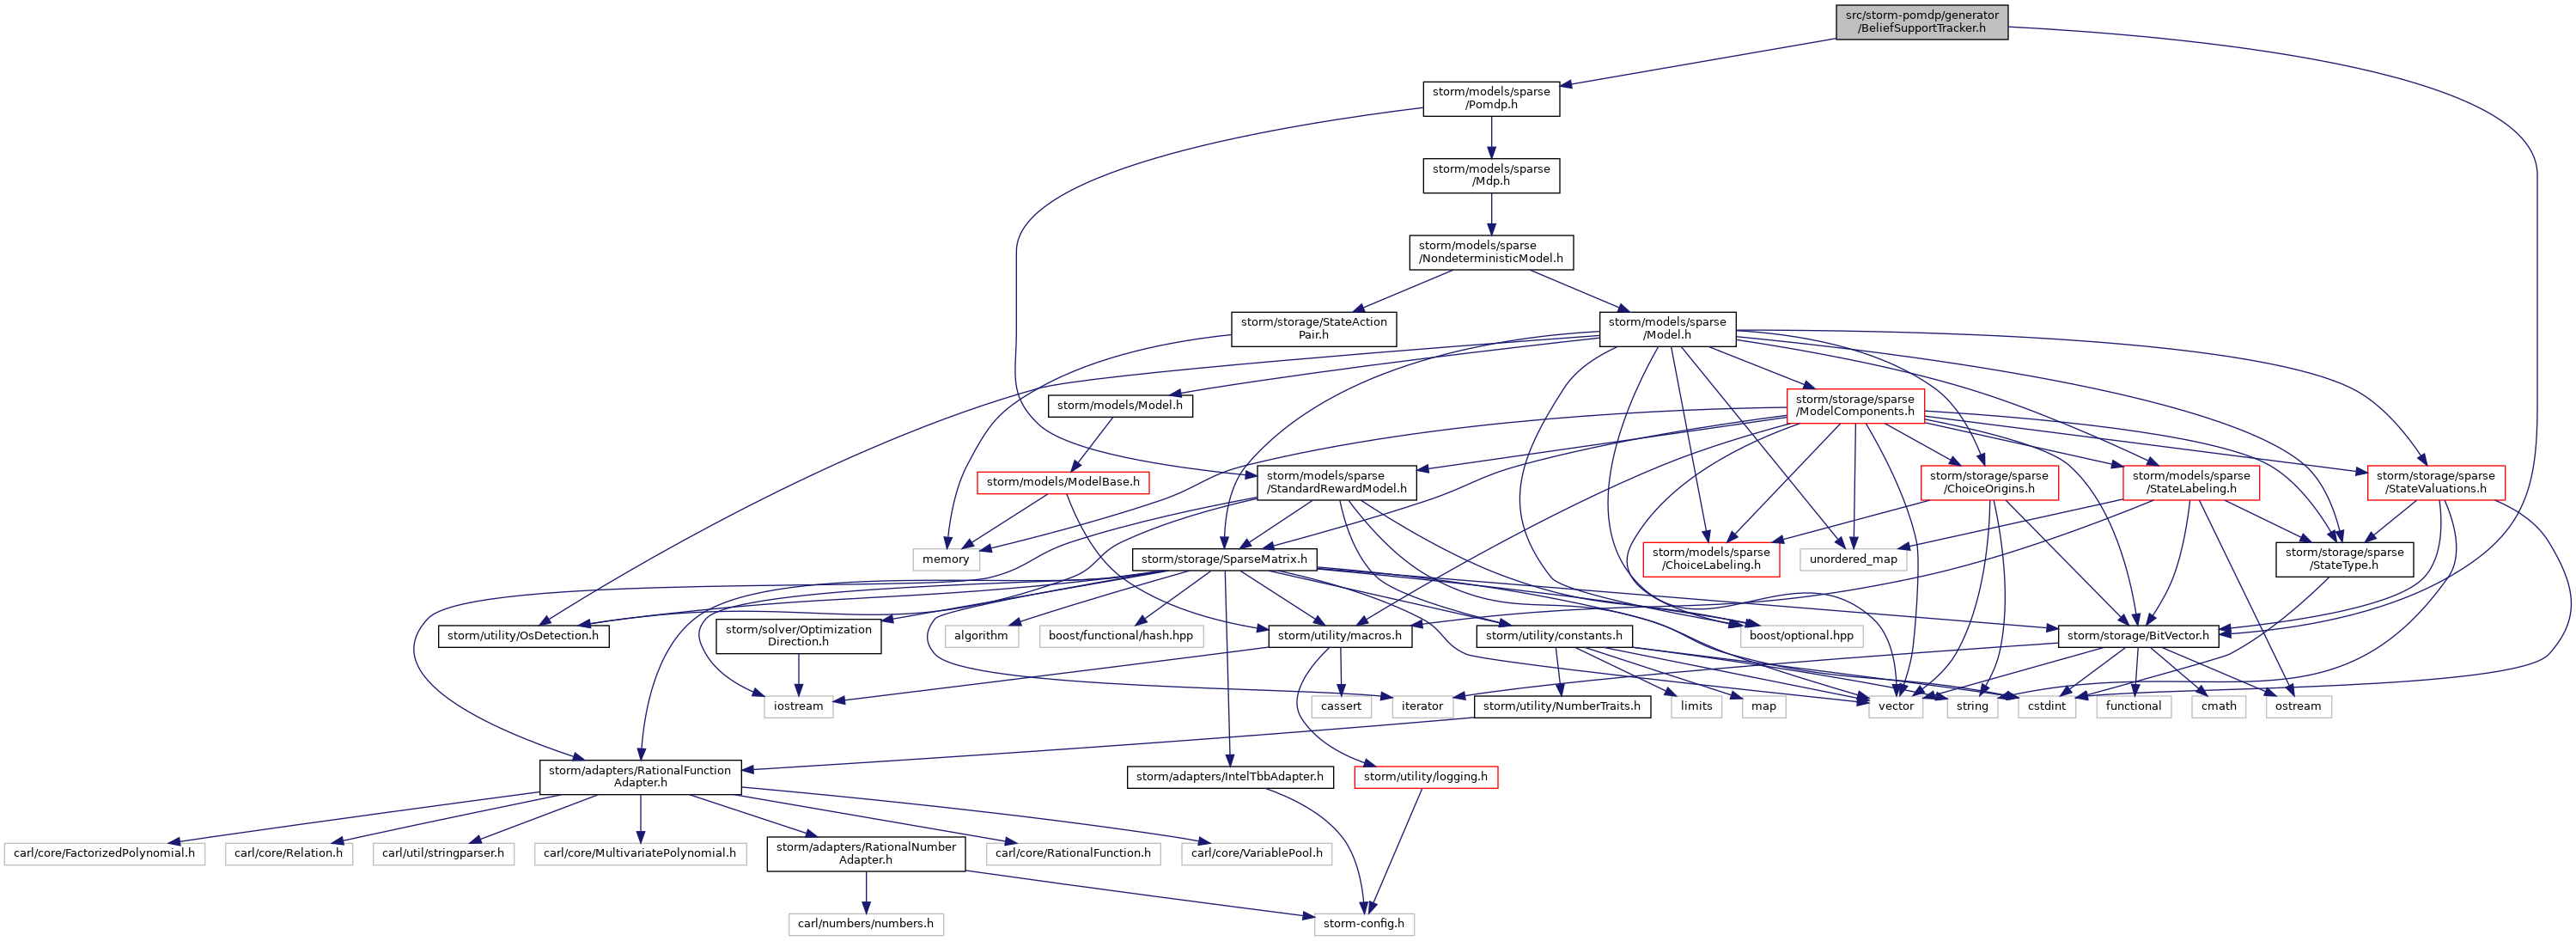 src/storm-pomdp/generator
/BeliefSupportTracker.h
storm/models/sparse
/Pomdp.h
storm/models/sparse
/Mdp.h
storm/models/sparse
/NondeterministicModel.h
storm/storage/StateAction
Pair.h
storm/models/sparse
/Model.h
storm/models/Model.h
storm/storage/sparse
/ModelComponents.h
storm/models/ModelBase.h
storm/models/sparse
/StandardRewardModel.h
storm/storage/sparse
/ChoiceOrigins.h
storm/models/sparse
/StateLabeling.h
storm/storage/sparse
/StateValuations.h
memory
storm/storage/SparseMatrix.h
storm/models/sparse
/ChoiceLabeling.h
unordered_map
storm/storage/sparse
/StateType.h
storm/utility/OsDetection.h
storm/solver/Optimization
Direction.h
algorithm
boost/functional/hash.hpp
storm/utility/macros.h
storm/utility/constants.h
boost/optional.hpp
storm/storage/BitVector.h
iostream
cassert
iterator
storm/utility/NumberTraits.h
limits
map
vector
string
cstdint
functional
cmath
ostream
storm/adapters/RationalFunction
Adapter.h
storm/adapters/IntelTbbAdapter.h
storm/utility/logging.h
carl/core/FactorizedPolynomial.h
carl/core/Relation.h
carl/util/stringparser.h
carl/core/MultivariatePolynomial.h
storm/adapters/RationalNumber
Adapter.h
carl/core/RationalFunction.h
carl/core/VariablePool.h
carl/numbers/numbers.h
storm-config.h